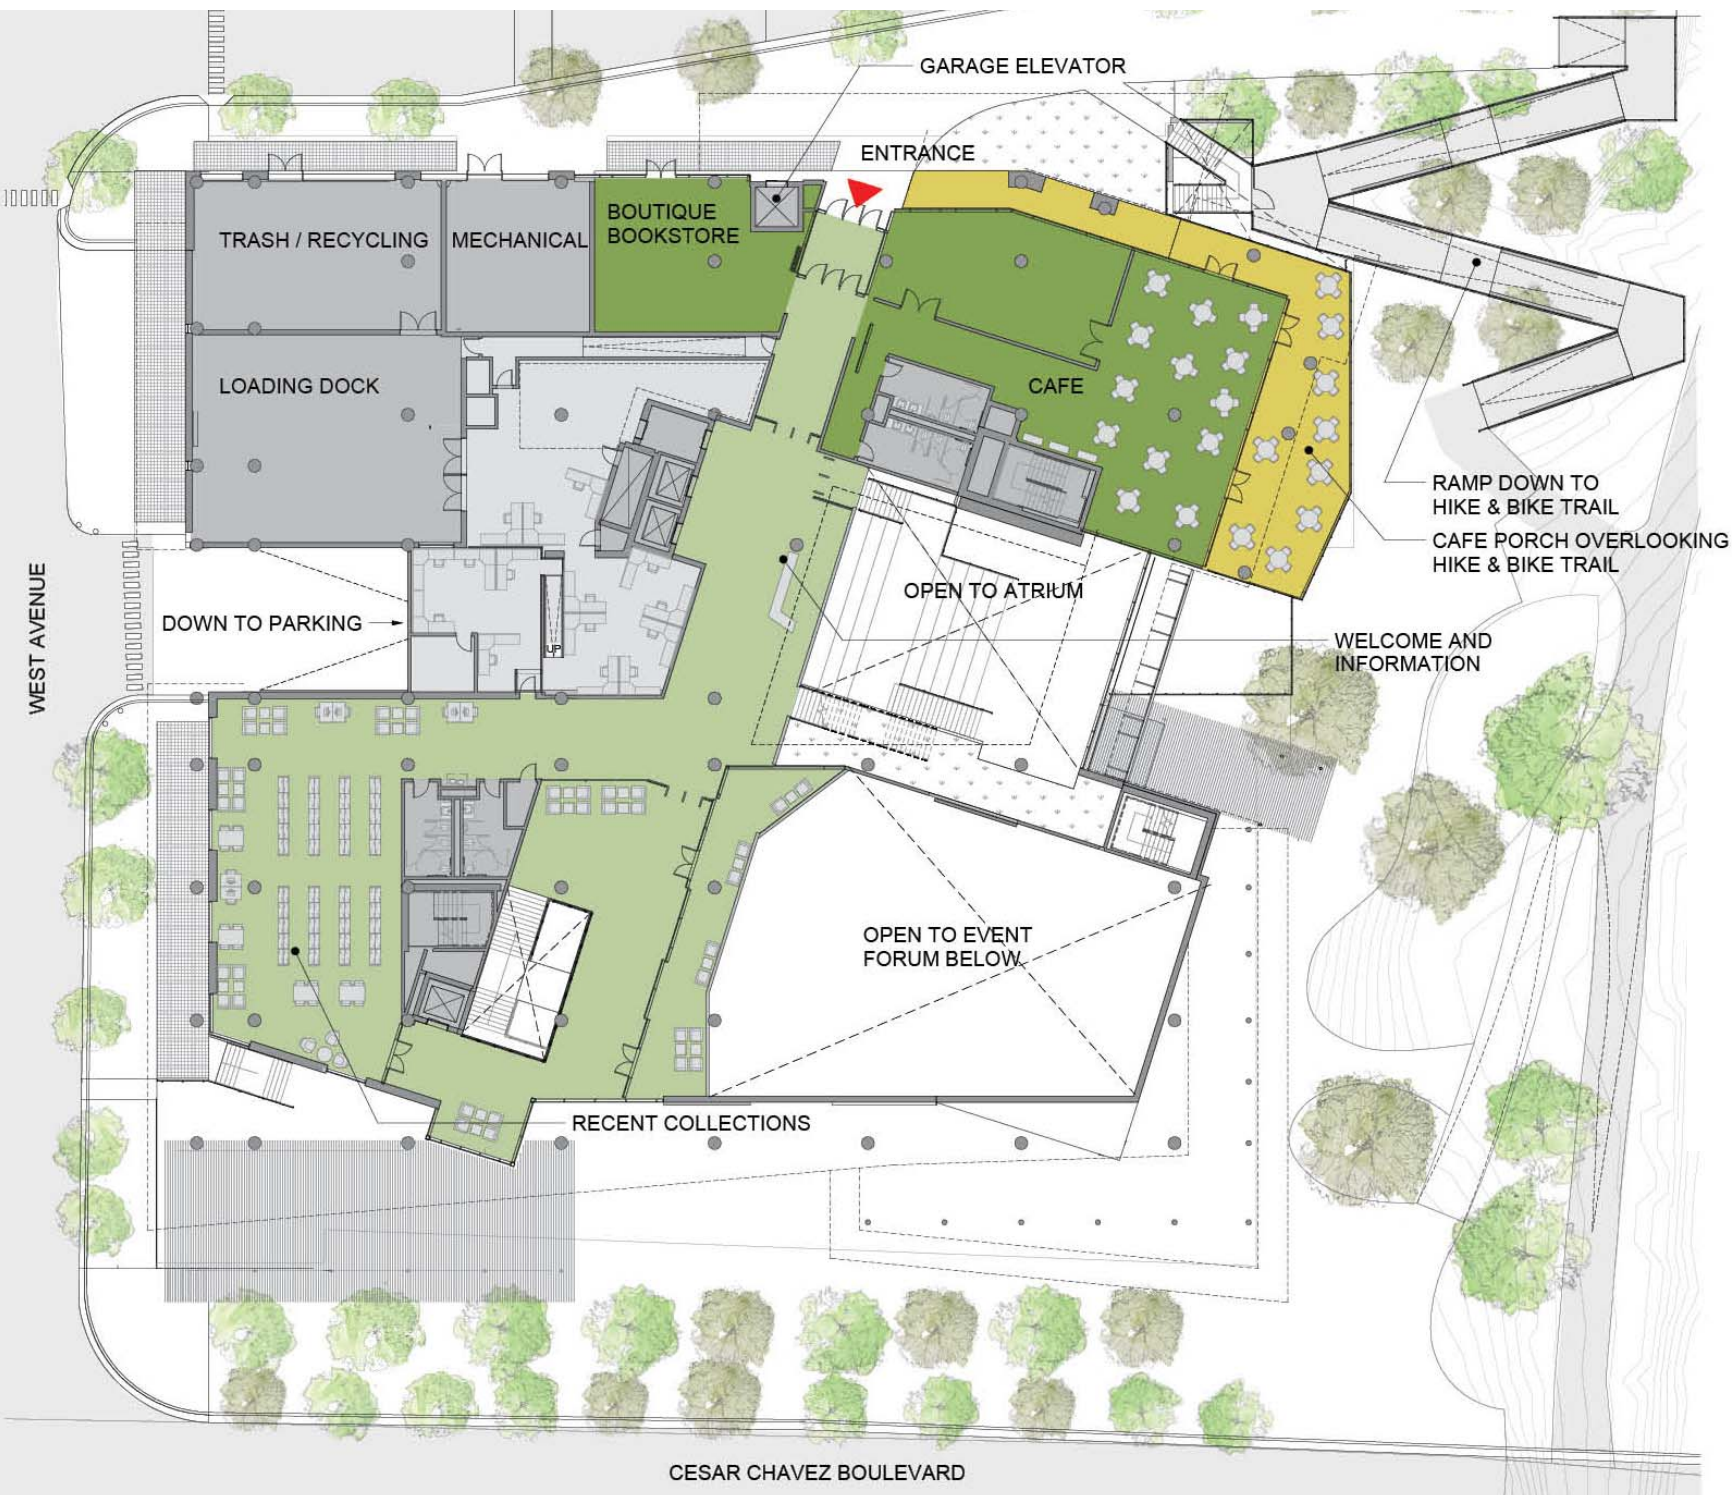 GARAGE ELEVATOR
ENTRANCE
BOUTIQUE
BOOKSTORE
TRASH / RECYCLING
MECHANICAL
LOADING DOCK
CAFE
RAMP DOWN TO
HIKE & BIKE TRAIL
CAFE PORCH OVERLOOKING
HIKE & BIKE TRAIL
OPEN TO ATRIUM
DOWN TO PARKING
UP
WELCOME AND
INFORMATION
WEST AVENUE
OPEN TO EVENT
FORUM BELOW
RECENT COLLECTIONS
CESAR CHAVEZ BOULEVARD